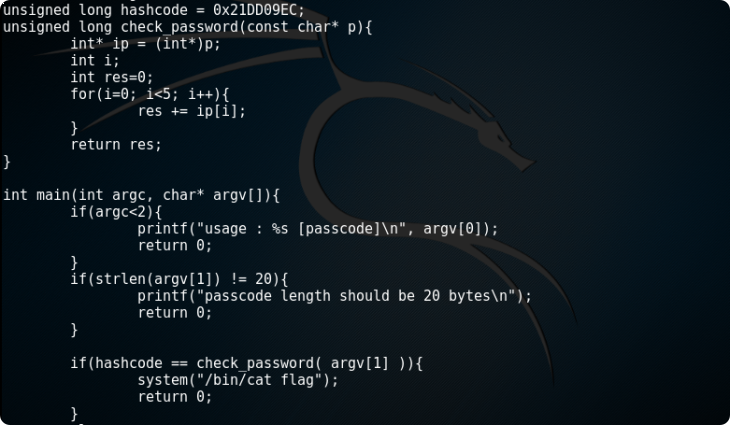 unsigned long hashcode = 0x21DD09EC;
unsigned long check_password(const char* p){
        int* ip = (int*)p;
        int i;
        int res=0;
        for(i=0; i<5; i++){
                res += ip[i];
        }
        return res;
}

int main(int argc, char* argv[]){
        if(argc<2){
                printf("usage : %s [passcode]\n", argv[0]);
                return 0;
        }
        if(strlen(argv[1]) != 20){
                printf("passcode length should be 20 bytes\n");
                return 0;
        }

        if(hashcode == check_password( argv[1] )){
                system("/bin/cat flag");
                return 0;
        }